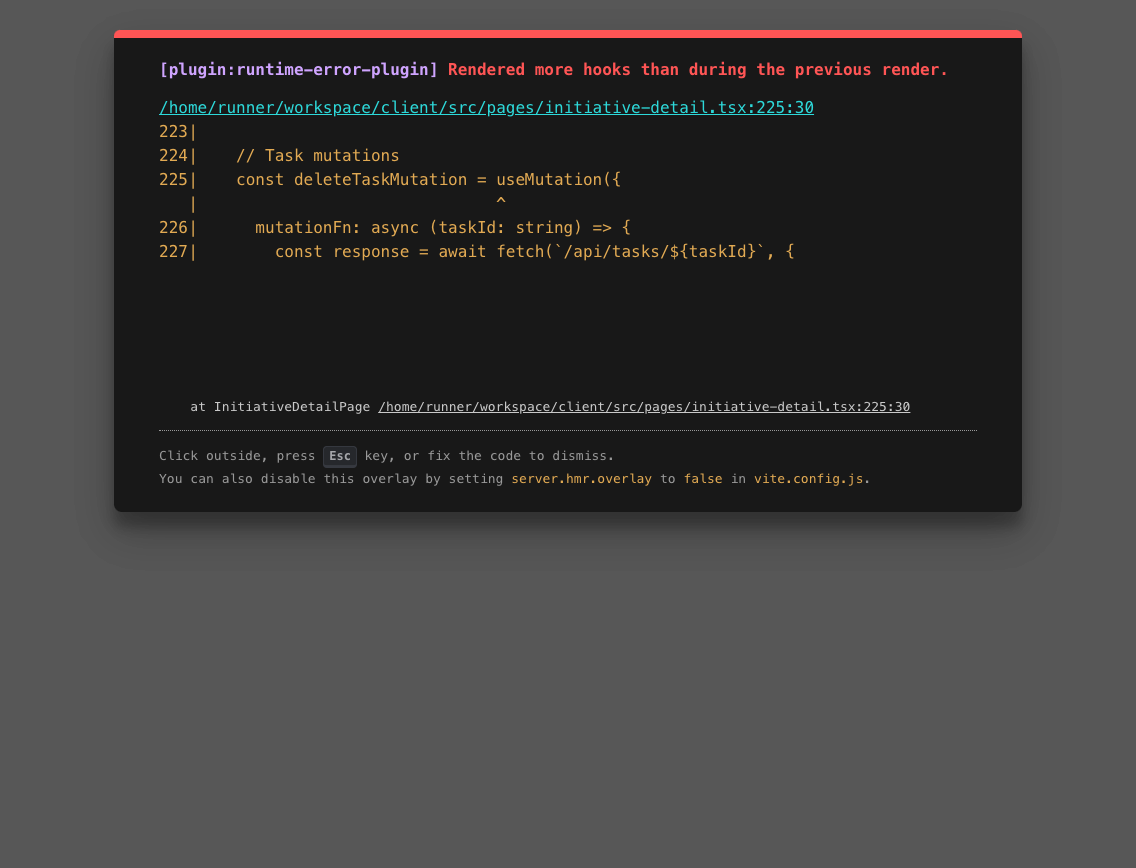 [plugin:runtime-error-plugin] Rendered more hooks than during the previous render.
/home/runner/workspace/client/src/pages/initiative-detail.tsx:225:30
223|
224|    // Task mutations
225|    const deleteTaskMutation = useMutation({
   |                               ^
226|      mutationFn: async (taskId: string) => {
227|        const response = await fetch(`/api/tasks/${taskId}`, {
at InitiativeDetailPage /home/runner/workspace/client/src/pages/initiative-detail.tsx:225:30
Click outside, press Esc key, or fix the code to dismiss.
You can also disable this overlay by setting server.hmr.overlay to false in vite.config.js.